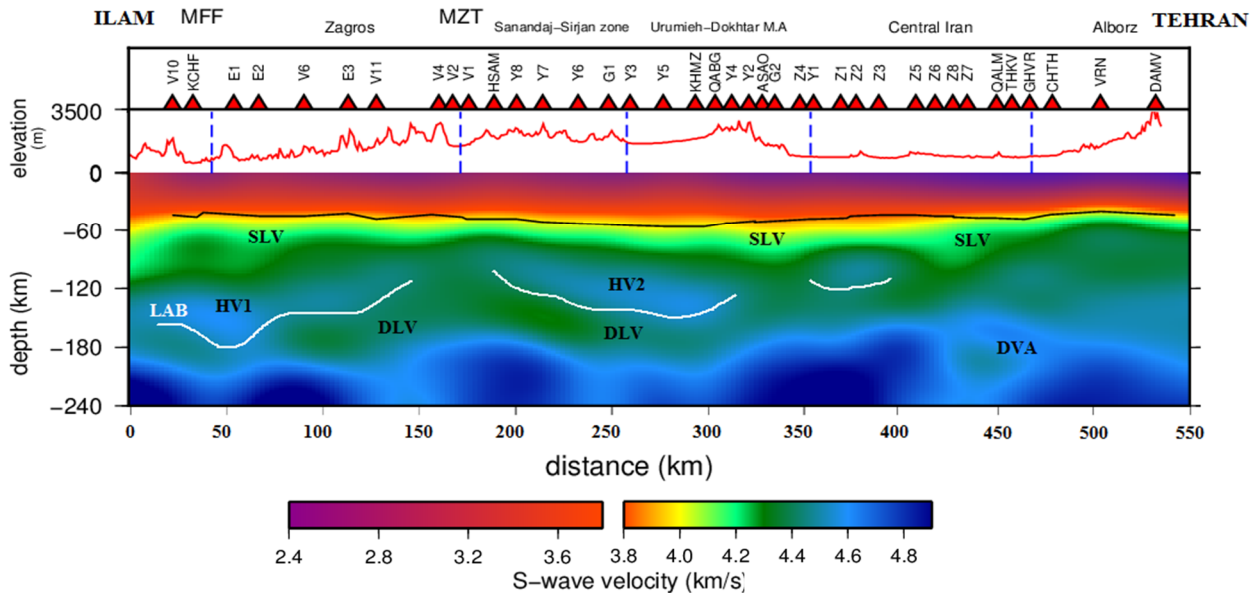 ILAM MFF MZT TEHRAN
Zagros Sanandaj-Sirjan zone Urumieh-Dokhtar M.A Central Iran Alborz
V10 KCHF E1 E2 V6 E3 V11 V4 V2 V1 HSAM Y8 Y7 Y6 G1 Y3 Y5 KHMZ QABG Y4 Y2 ASAO G2 Z4 Y1 Z1 Z2 Z3 Z5 Z6 Z8 Z7 QALM THKV GHVR CHTH VRN DAMV
3500
elevation
(m)
0
−60
−120
−180
−240
depth (km)
SLV SLV SLV
HV1 HV2
LAB
DLV DLV DVA
0 50 100 150 200 250 300 350 400 450 500 550
distance (km)
2.4 2.8 3.2 3.6 3.8 4.0 4.2 4.4 4.6 4.8
S−wave velocity (km/s)